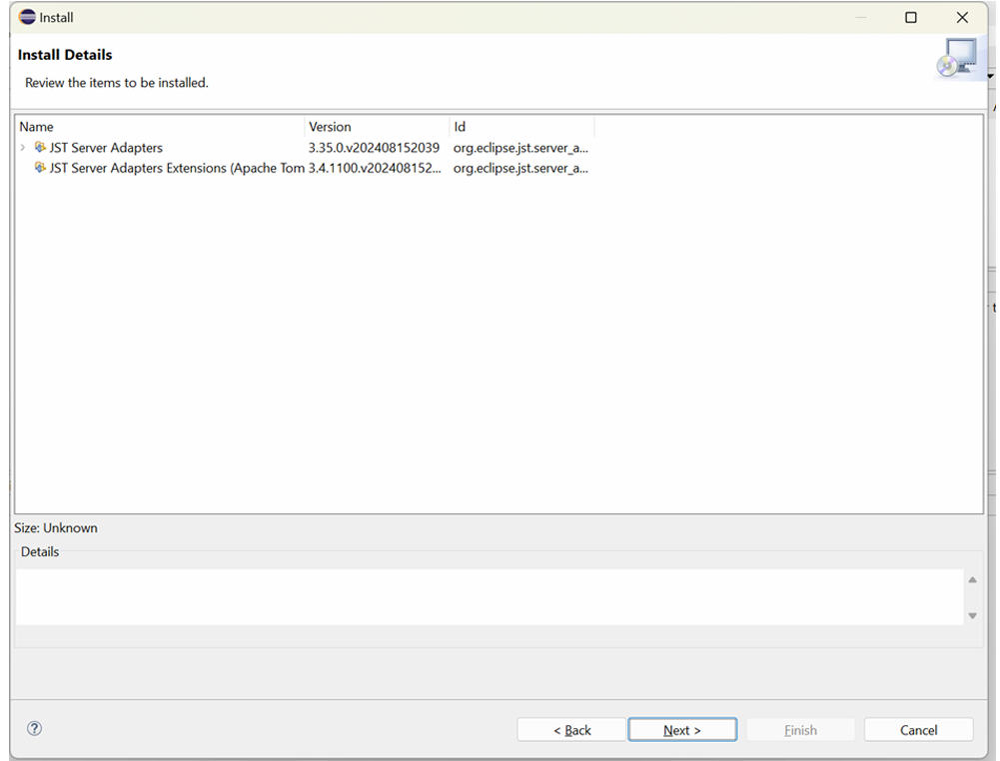 Install
Install Details
Review the items to be installed.
Name Version Id
JST Server Adapters 3.35.0.v202408152039 org.eclipse.jst.server_a...
JST Server Adapters Extensions (Apache Tom 3.4.1100.v202408152... org.eclipse.jst.server_a...
Size: Unknown
Details
< Back Next > Finish Cancel